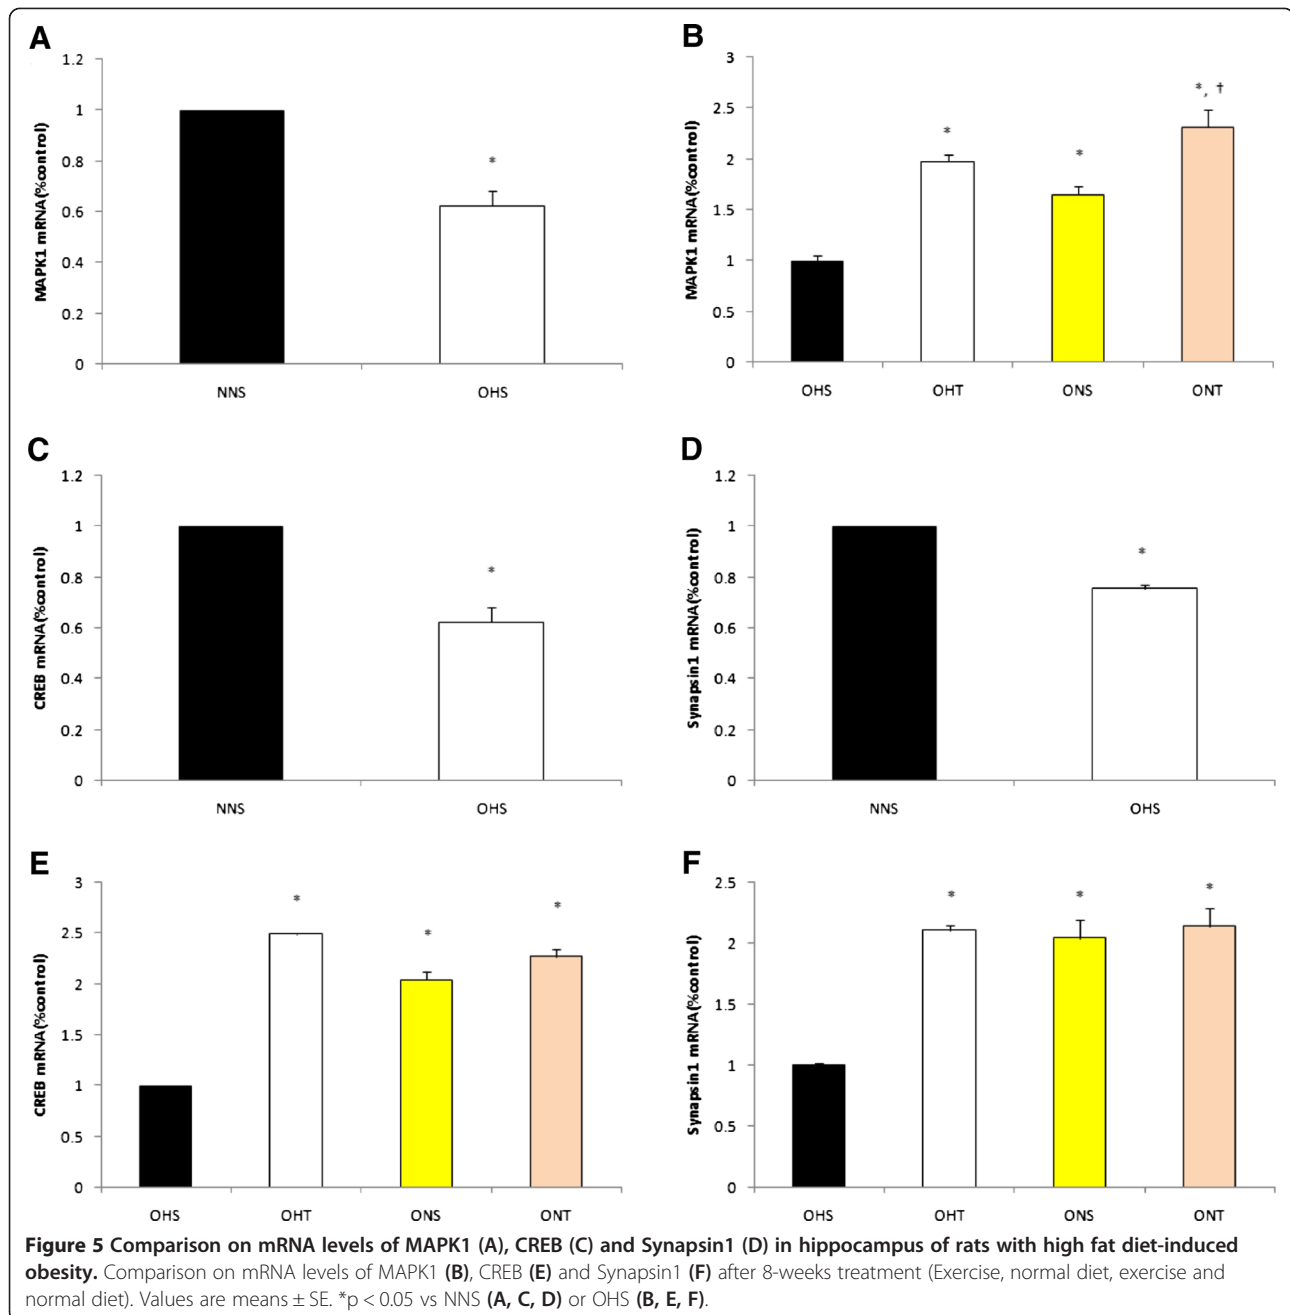 A
1.2
1
0.8
0.6
0.4
0.2
0
MAPK1 mRNA(%control)
*
NNS OHS
B
3
2.5
2
1.5
1
0.5
0
MAPK1 mRNA(%control)
* * *, †
OHS OHT ONS ONT
C
1.2
1
0.8
0.6
0.4
0.2
0
CREB mRNA(%control)
*
NNS OHS
D
1.2
1
0.8
0.6
0.4
0.2
0
Synapsin1 mRNA(%control)
*
NNS OHS
E
3
2.5
2
1.5
1
0.5
0
CREB mRNA(%control)
* * *
OHS OHT ONS ONT
F
2.5
2
1.5
1
0.5
0
Synapsin1 mRNA(%control)
* * *
OHS OHT ONS ONT
Figure 5 Comparison on mRNA levels of MAPK1 (A), CREB (C) and Synapsin1 (D) in hippocampus of rats with high fat diet-induced
obesity. Comparison on mRNA levels of MAPK1 (B), CREB (E) and Synapsin1 (F) after 8-weeks treatment (Exercise, normal diet, exercise and
normal diet). Values are means ± SE. *p < 0.05 vs NNS (A, C, D) or OHS (B, E, F).